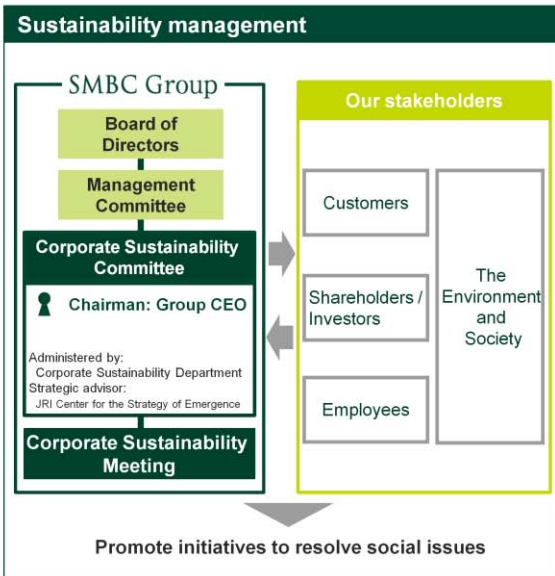 Sustainability management
SMBC Group
Board of
Directors
Management
Committee
Corporate Sustainability
Committee
Chairman: Group CEO
Administered by:
Corporate Sustainability Department
Strategic advisor:
JRI Center for the Strategy of Emergence
Corporate Sustainability
Meeting
Our stakeholders
Customers
Shareholders /
Investors
Employees
The
Environment
and
Society
Promote initiatives to resolve social issues